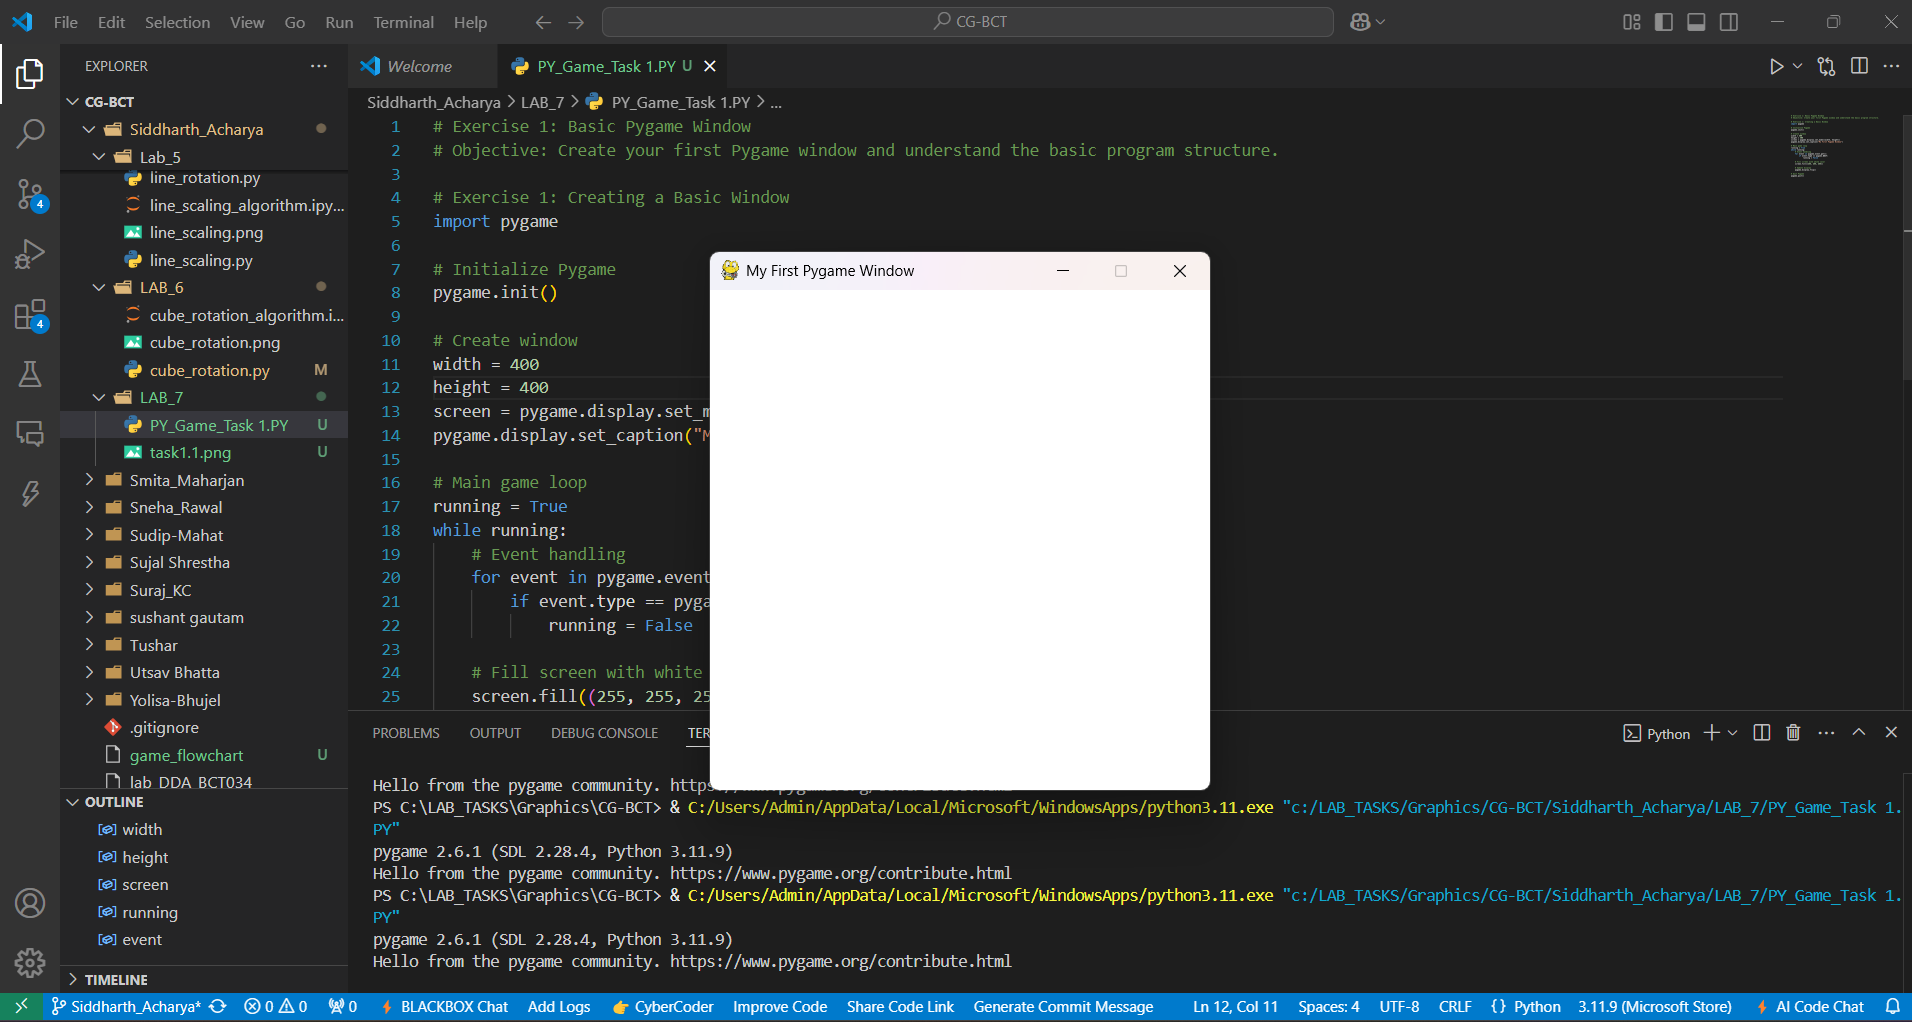 File Edit Selection View Go Run Terminal Help
CG-BCT
EXPLORER
CG-BCT
Siddharth_Acharya
Lab_5
line_rotation.py
line_scaling_algorithm.ipy...
line_scaling.png
line_scaling.py
LAB_6
cube_rotation_algorithm.i...
cube_rotation.png
cube_rotation.py M
LAB_7
PY_Game_Task 1.PY U
task1.1.png U
Smita_Maharjan
Sneha_Rawal
Sudip-Mahat
Sujal Shrestha
Suraj_KC
sushant gautam
Tushar
Utsav Bhatta
Yolisa-Bhujel
.gitignore
game_flowchart U
lab_DDA_BCT034
OUTLINE
width
height
screen
running
event
TIMELINE
4
4
Welcome
PY_Game_Task 1.PY U
Siddharth_Acharya > LAB_7 > PY_Game_Task 1.PY > ...
1 # Exercise 1: Basic Pygame Window
2 # Objective: Create your first Pygame window and understand the basic program structure.
3
4 # Exercise 1: Creating a Basic Window
5 import pygame
6
7 # Initialize Pygame
8 pygame.init()
9
10 # Create window
11 width = 400
12 height = 400
13 screen = pygame.display.set_m
14 pygame.display.set_caption("M
15
16 # Main game loop
17 running = True
18 while running:
19 # Event handling
20 for event in pygame.event
21 if event.type == pyga
22 running = False
23
24 # Fill screen with white
25 screen.fill((255, 255, 25
My First Pygame Window
PROBLEMS OUTPUT DEBUG CONSOLE TER
Python
Hello from the pygame community. https
PS C:\LAB_TASKS\Graphics\CG-BCT> & C:/Users/Admin/AppData/Local/Microsoft/WindowsApps/python3.11.exe "c:/LAB_TASKS/Graphics/CG-BCT/Siddharth_Acharya/LAB_7/PY_Game_Task 1.
PY"
pygame 2.6.1 (SDL 2.28.4, Python 3.11.9)
Hello from the pygame community. https://www.pygame.org/contribute.html
PS C:\LAB_TASKS\Graphics\CG-BCT> & C:/Users/Admin/AppData/Local/Microsoft/WindowsApps/python3.11.exe "c:/LAB_TASKS/Graphics/CG-BCT/Siddharth_Acharya/LAB_7/PY_Game_Task 1.
PY"
pygame 2.6.1 (SDL 2.28.4, Python 3.11.9)
Hello from the pygame community. https://www.pygame.org/contribute.html
Siddharth_Acharya* 0 0 0 BLACKBOX Chat Add Logs CyberCoder Improve Code Share Code Link Generate Commit Message Ln 12, Col 11 Spaces: 4 UTF-8 CRLF {} Python 3.11.9 (Microsoft Store) AI Code Chat